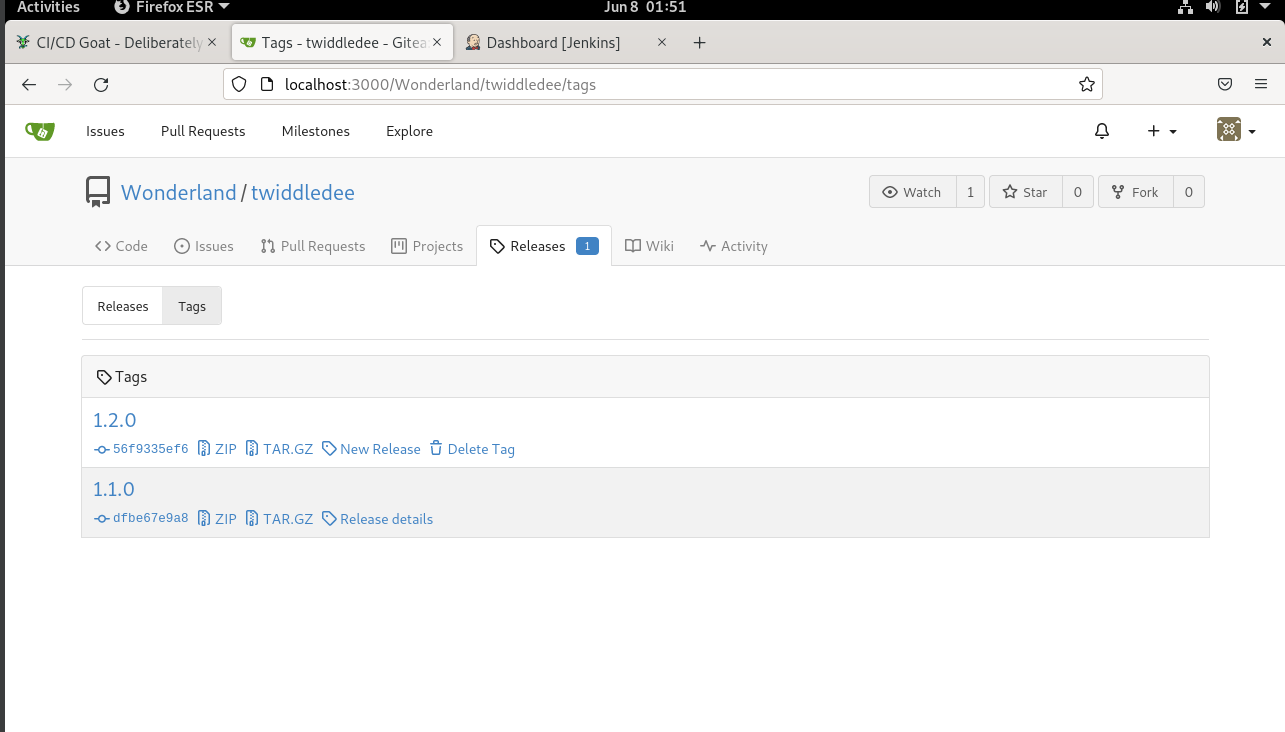 Activities Firefox ESR Jun 8 01:51
CI/CD Goat - Deliberately Tags - twiddledee - Gitea: Dashboard [Jenkins]
localhost:3000/Wonderland/twiddledee/tags
Issues Pull Requests Milestones Explore
Wonderland / twiddledee Watch 1 Star 0 Fork 0
Code Issues Pull Requests Projects Releases 1 Wiki Activity
Releases Tags
Tags
1.2.0
56f9335ef6 ZIP TAR.GZ New Release Delete Tag
1.1.0
dfbe67e9a8 ZIP TAR.GZ Release details